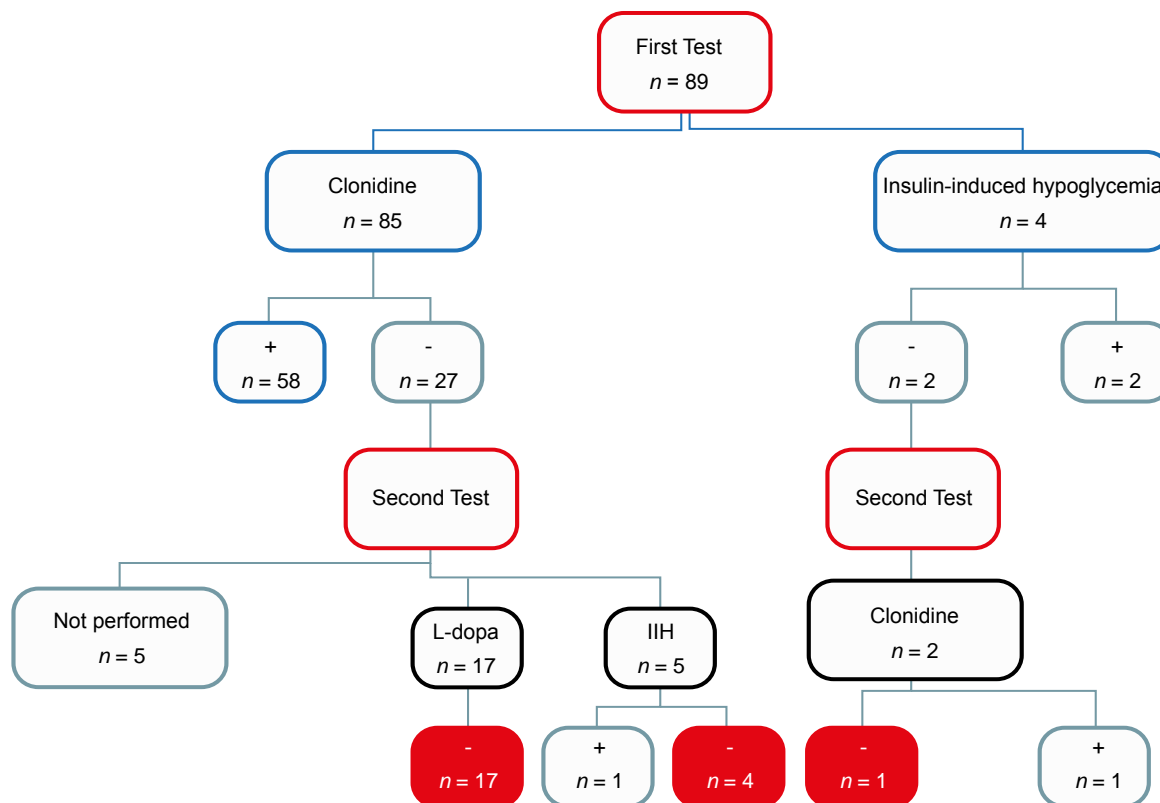 First Test
n = 89
Clonidine
n = 85
Insulin-induced hypoglycemia
n = 4
+
n = 58
-
n = 27
-
n = 2
+
n = 2
Second Test
Second Test
Not performed
n = 5
L-dopa
n = 17
IIH
n = 5
Clonidine
n = 2
-
n = 17
+
n = 1
-
n = 4
-
n = 1
+
n = 1